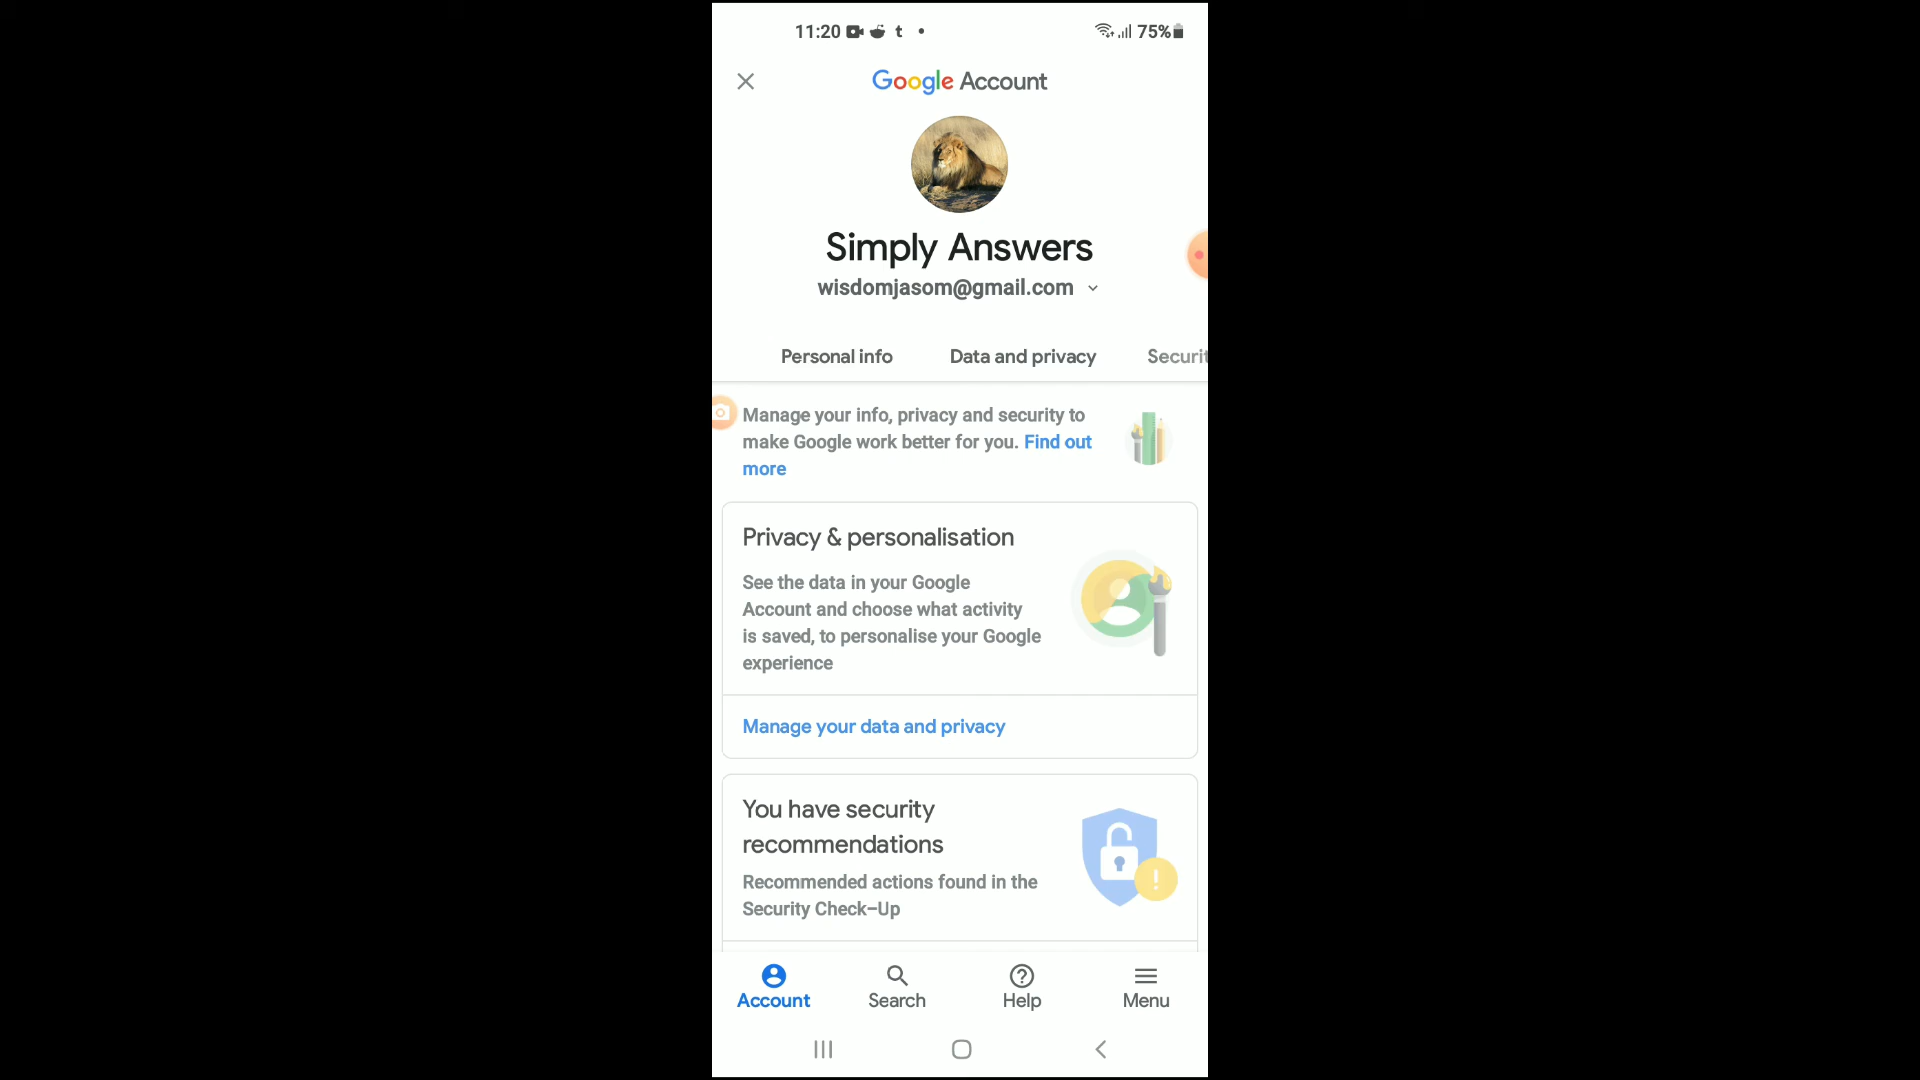 11:20 t • 75%
Google Account
Simply Answers
wisdomjasom@gmail.com
Personal info Data and privacy Securit
Manage your info, privacy and security to
make Google work better for you. Find out
more
Privacy & personalisation
See the data in your Google
Account and choose what activity
is saved, to personalise your Google
experience
Manage your data and privacy
You have security
recommendations
Recommended actions found in the
Security Check-Up
Account Search Help Menu